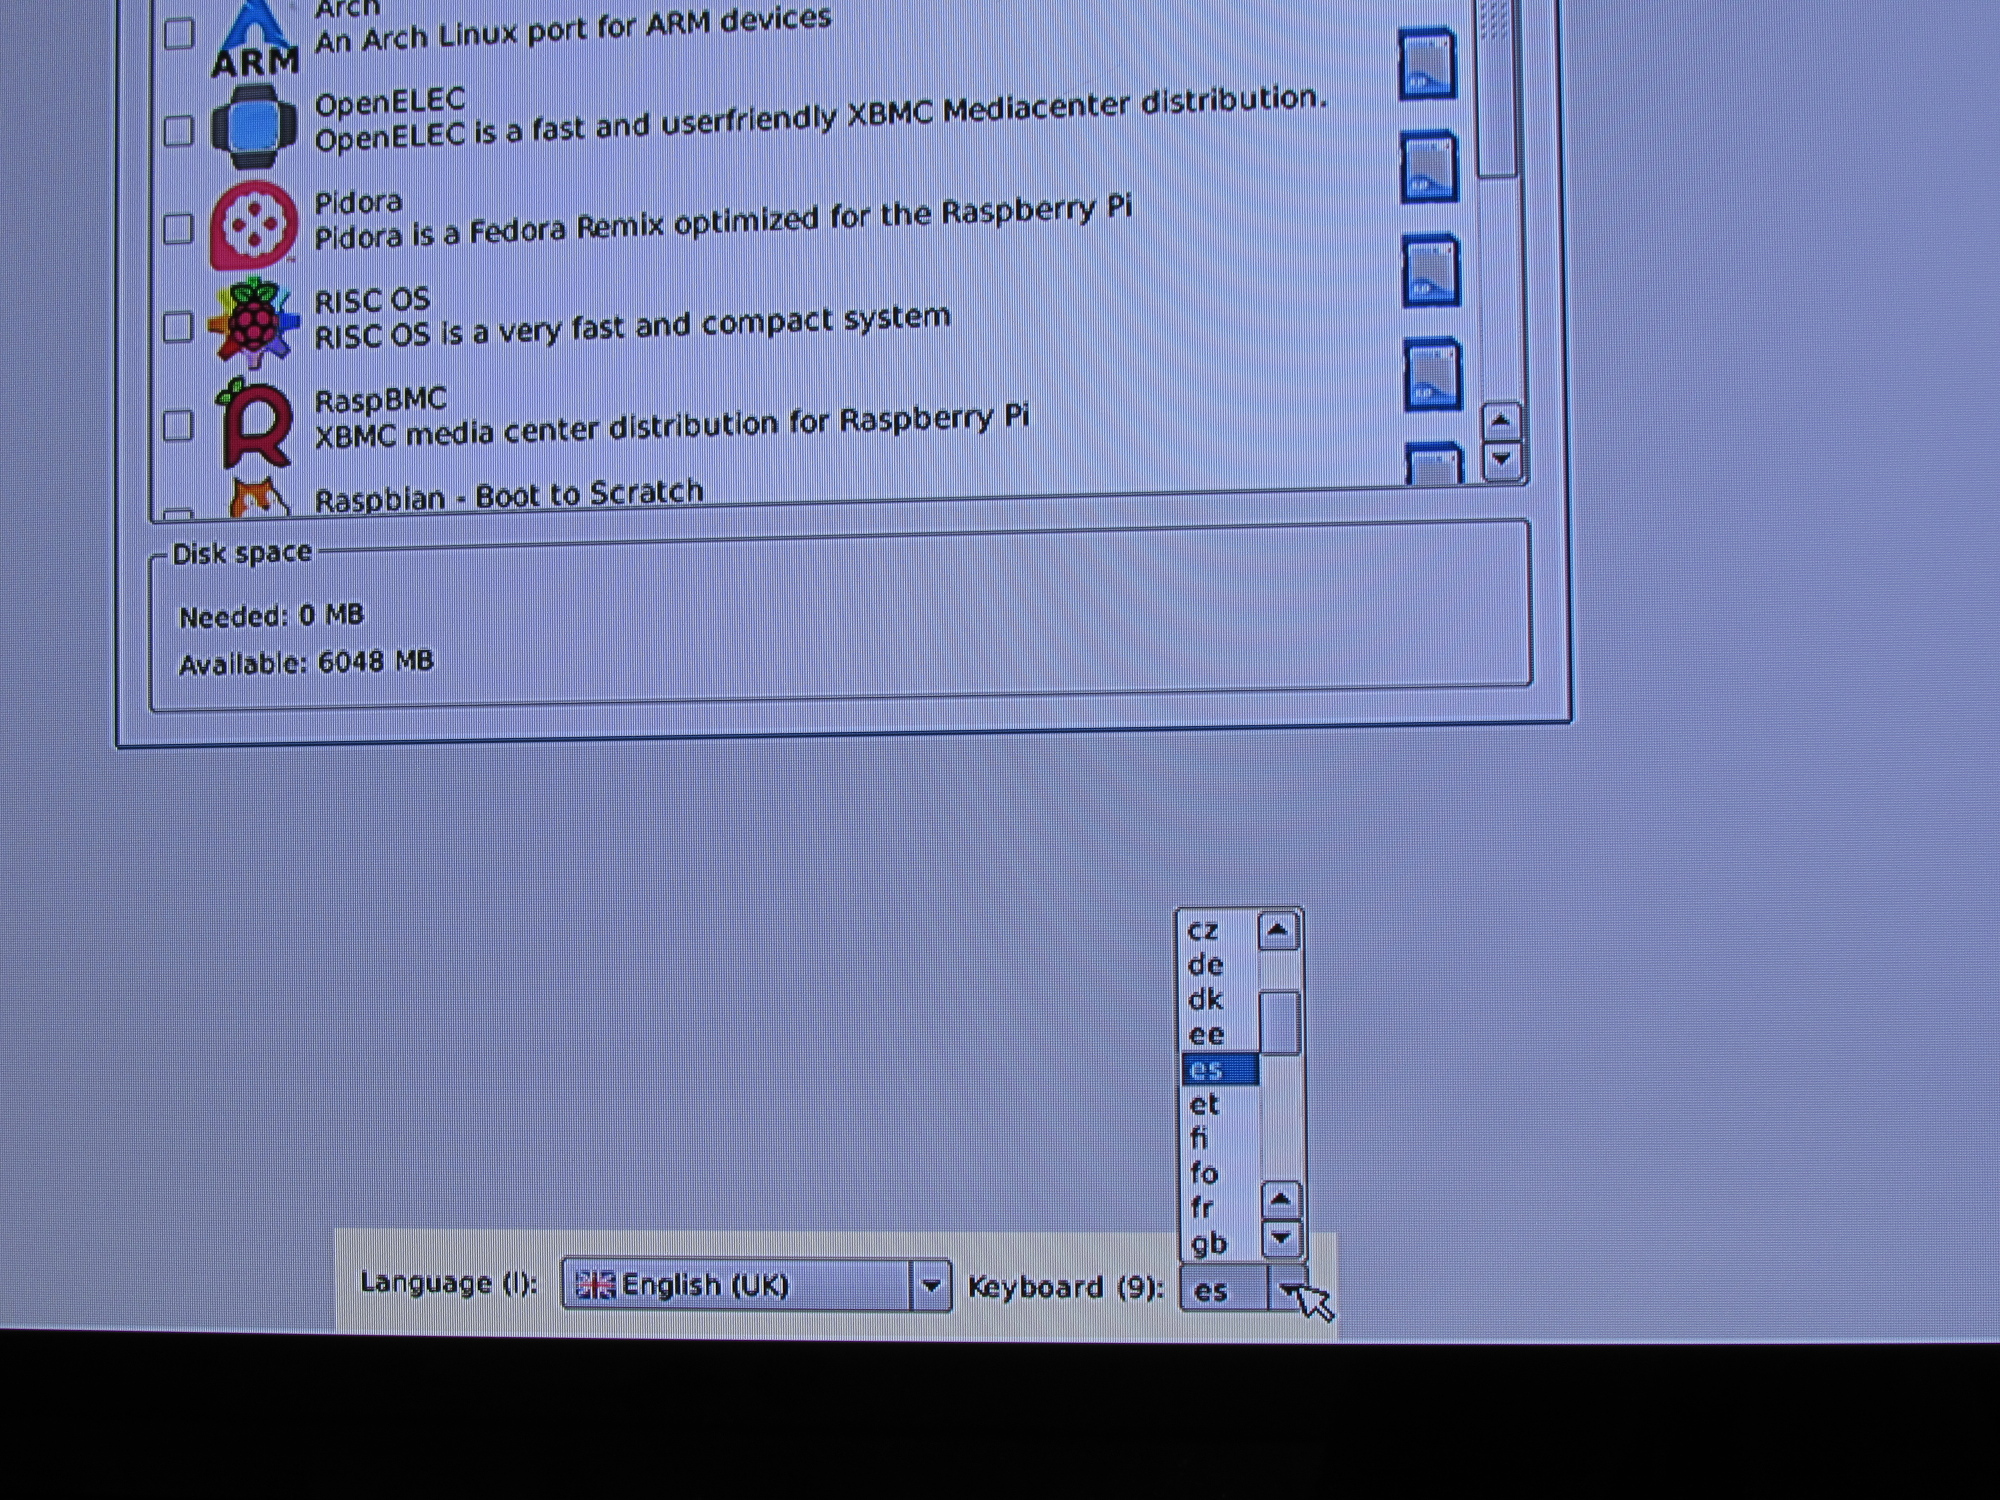 Arch
An Arch Linux port for ARM devices
ARM
OpenELEC
OpenELEC is a fast and userfriendly XBMC Mediacenter distribution.
Pidora
Pidora is a Fedora Remix optimized for the Raspberry Pi
RISC OS
RISC OS is a very fast and compact system
RaspBMC
XBMC media center distribution for Raspberry Pi
Raspbian - Boot to Scratch
Disk space
Needed: 0 MB
Available: 6048 MB
cz
de
dk
ee
es
et
fi
fo
fr
gb
Language (l): English (UK) Keyboard (9): es